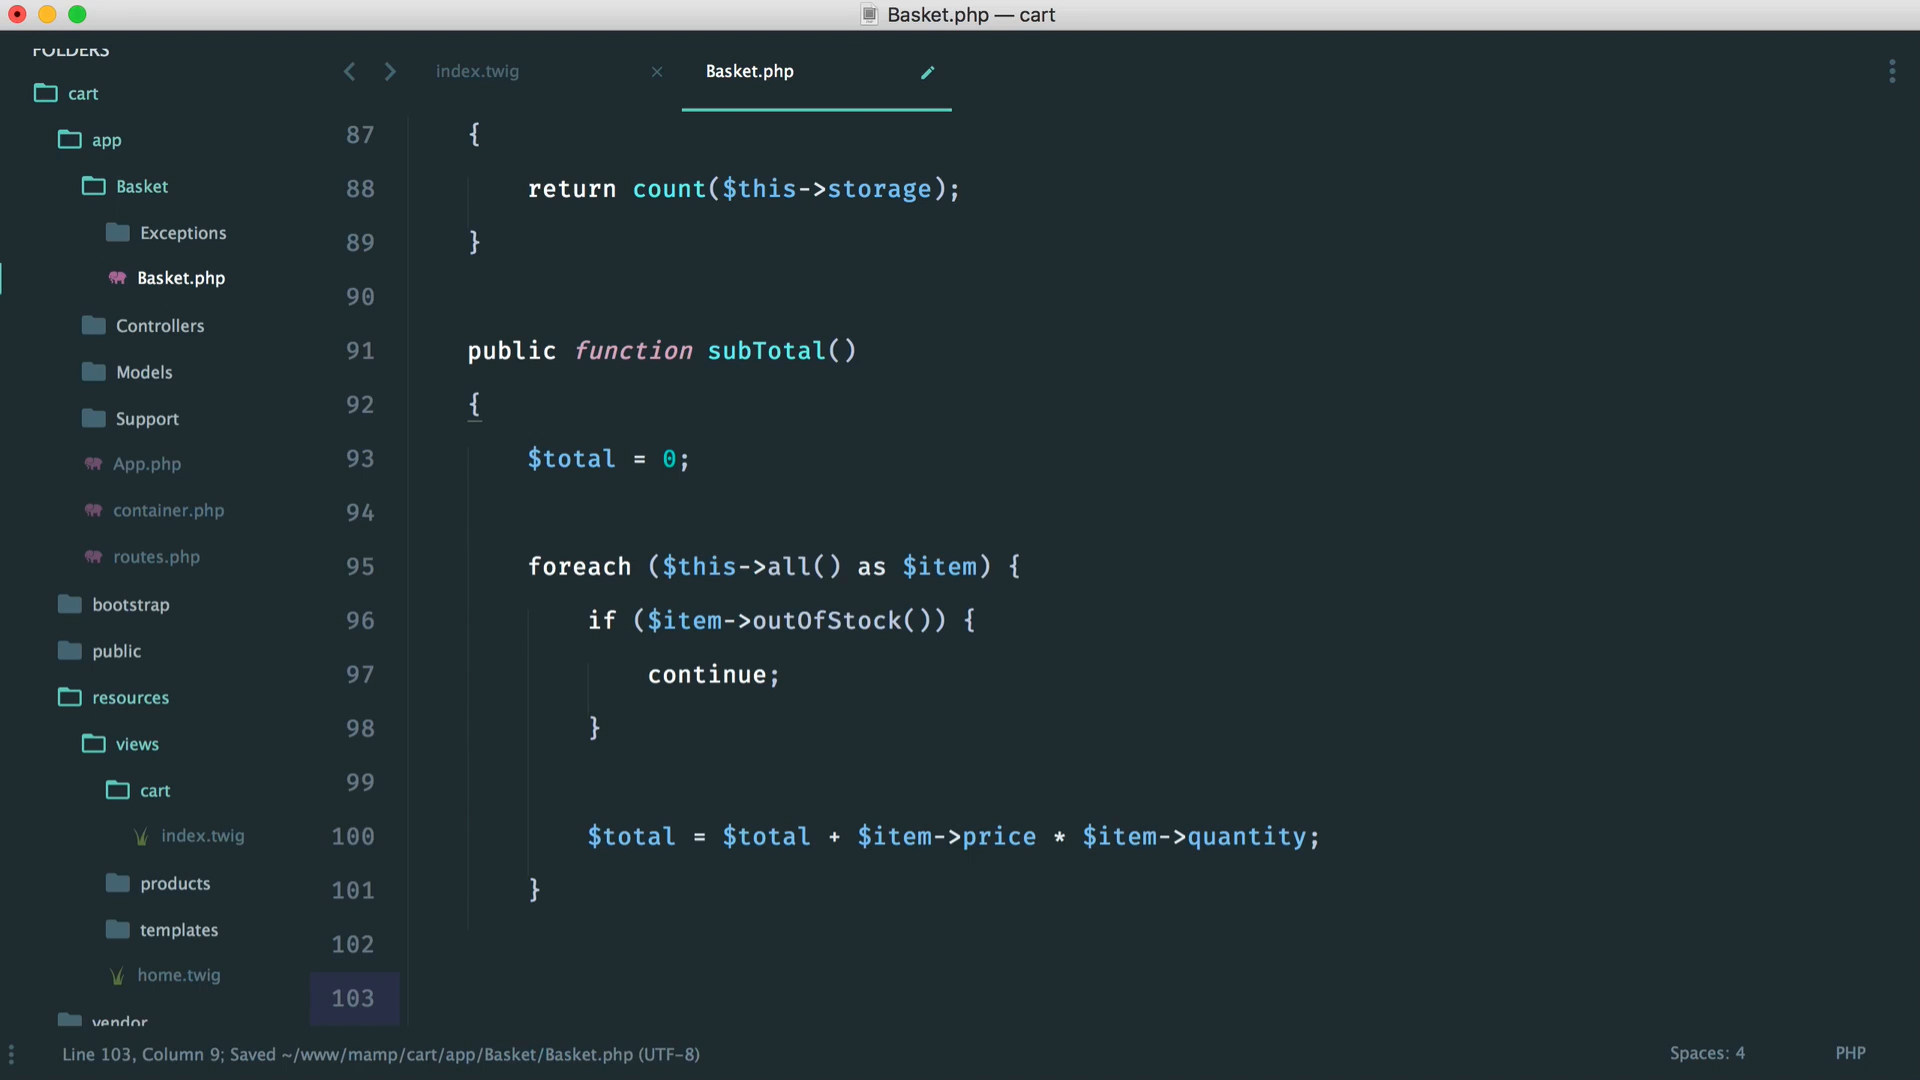 Basket.php — cart
FOLDERS
cart
app
Basket
Exceptions
Basket.php
Controllers
Models
Support
App.php
container.php
routes.php
bootstrap
public
resources
views
cart
index.twig
products
templates
home.twig
vendor
index.twig
Basket.php
87 {
88 return count($this->storage);
89 }
90
91 public function subTotal()
92 {
93 $total = 0;
94
95 foreach ($this->all() as $item) {
96 if ($item->outOfStock()) {
97 continue;
98 }
99
100 $total = $total + $item->price * $item->quantity;
101 }
102
103
Line 103, Column 9; Saved ~/www/mamp/cart/app/Basket/Basket.php (UTF-8)
Spaces: 4
PHP